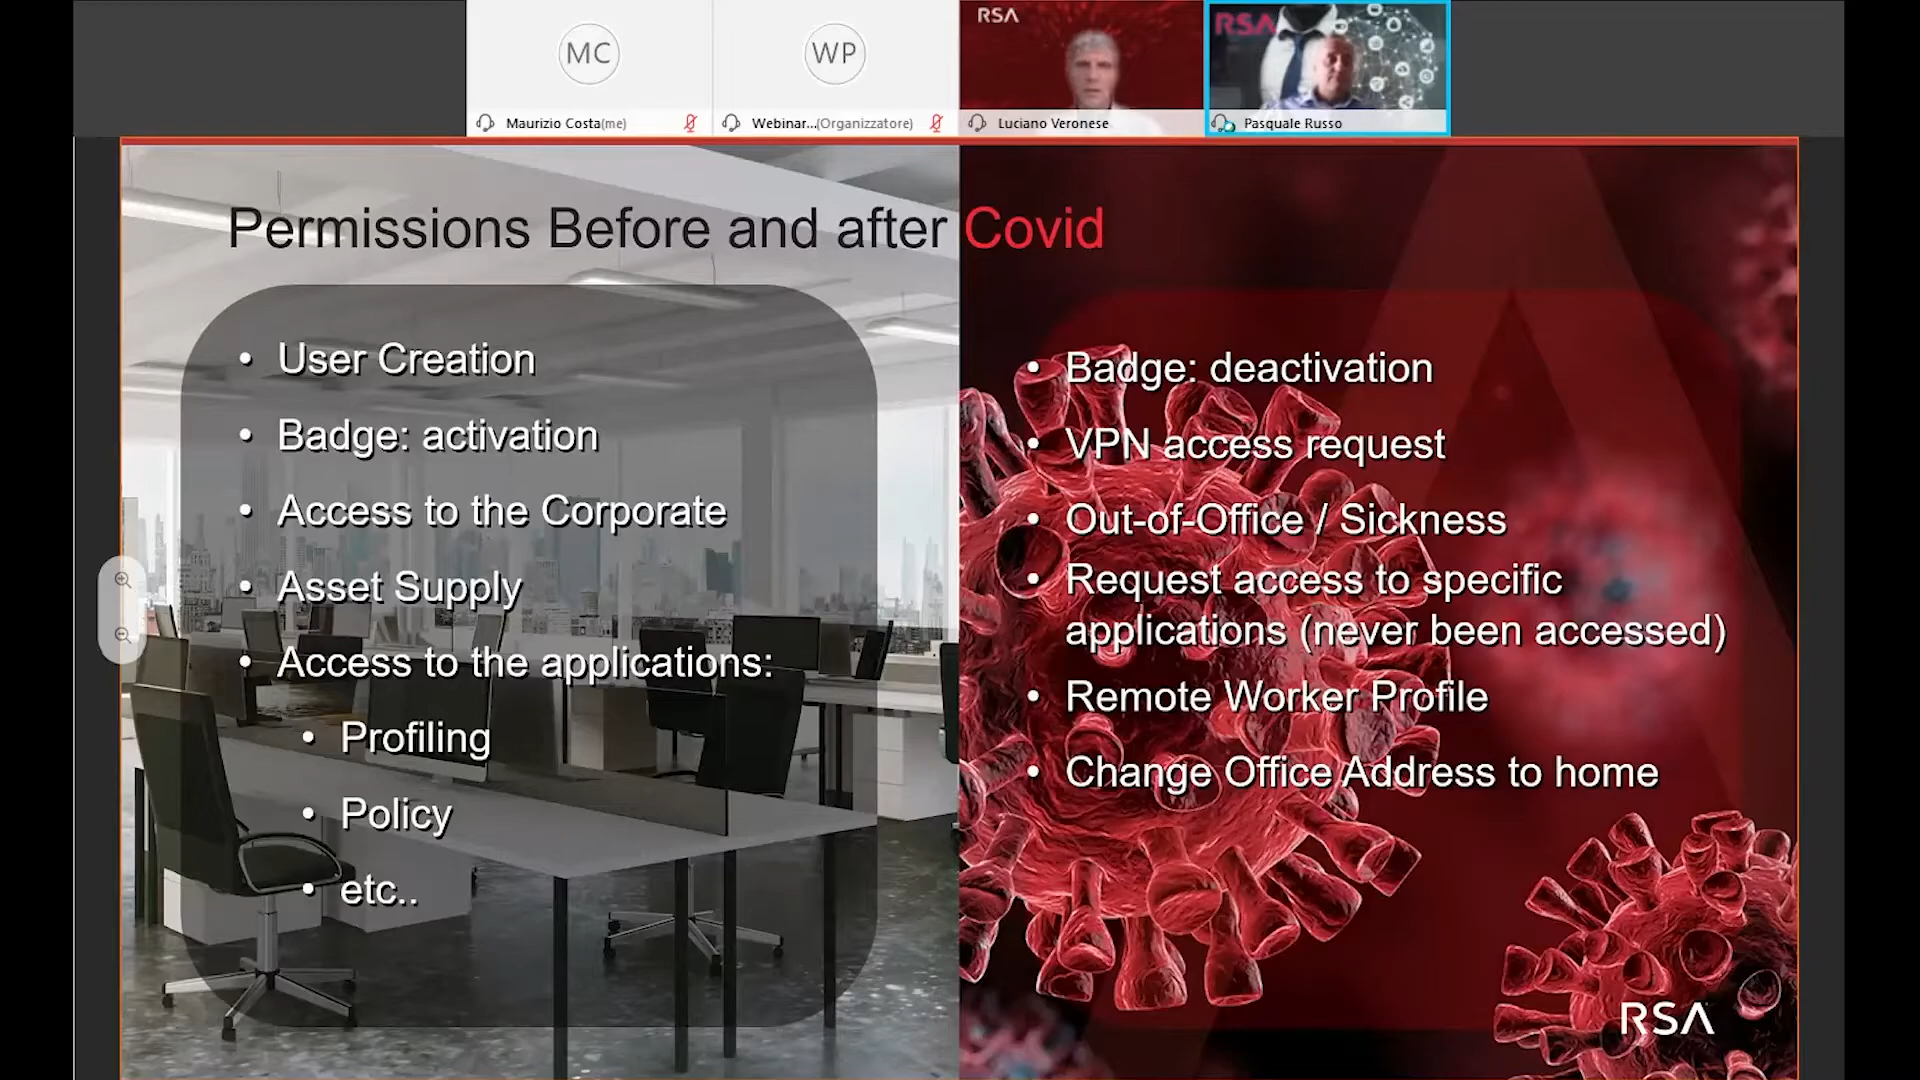 MC
WP
RSA
RSA
Maurizio Costa(me)
Webinar...(Organizzatore)
Luciano Veronese
Pasquale Russo
Permissions Before and after Covid
• User Creation
• Badge: activation
• Access to the Corporate
• Asset Supply
• Access to the applications:
• Profiling
• Policy
• etc..
• Badge: deactivation
• VPN access request
• Out-of-Office / Sickness
• Request access to specific
applications (never been accessed)
• Remote Worker Profile
• Change Office Address to home
RSA